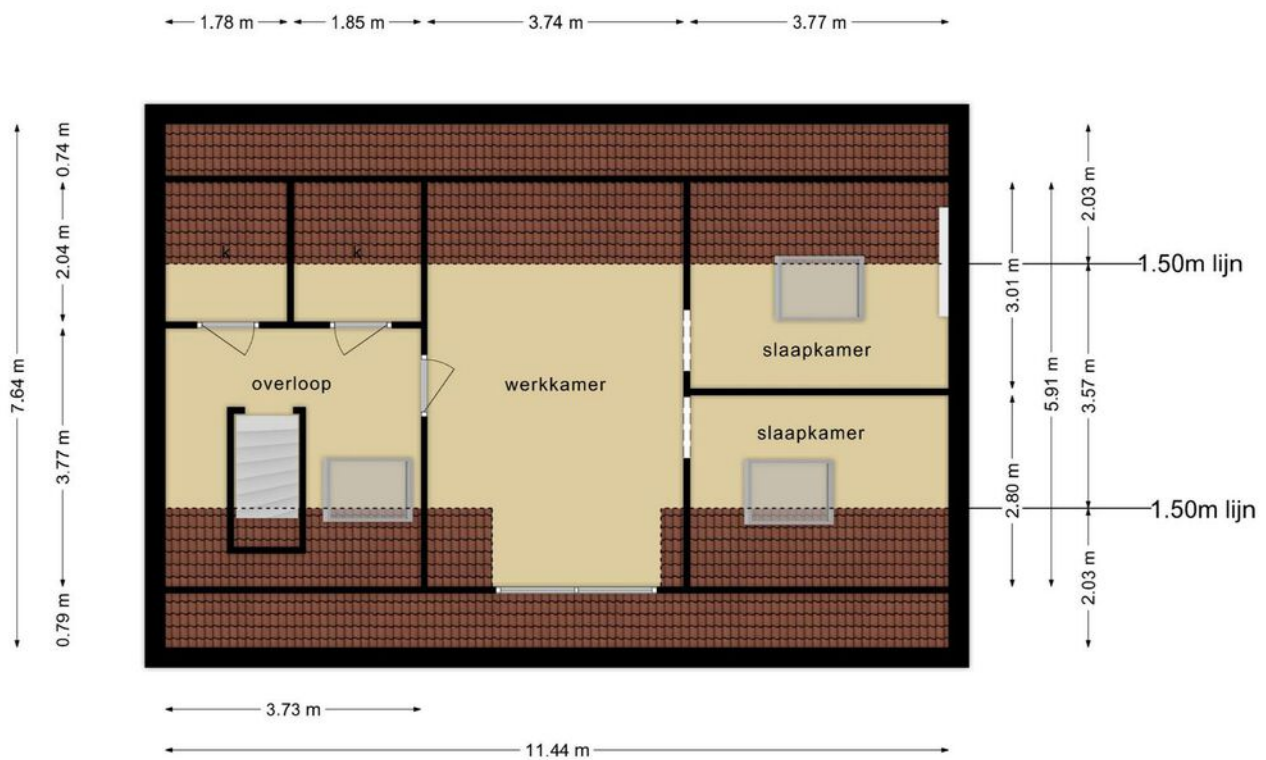 1.78 m
1.85 m
3.74 m
3.77 m
0.74 m
2.03 m
2.04 m
k
k
1.50m lijn
3.01 m
slaapkamer
7.64 m
overloop
werkkamer
5.91 m
3.57 m
slaapkamer
3.77 m
2.80 m
1.50m lijn
2.03 m
0.79 m
3.73 m
11.44 m